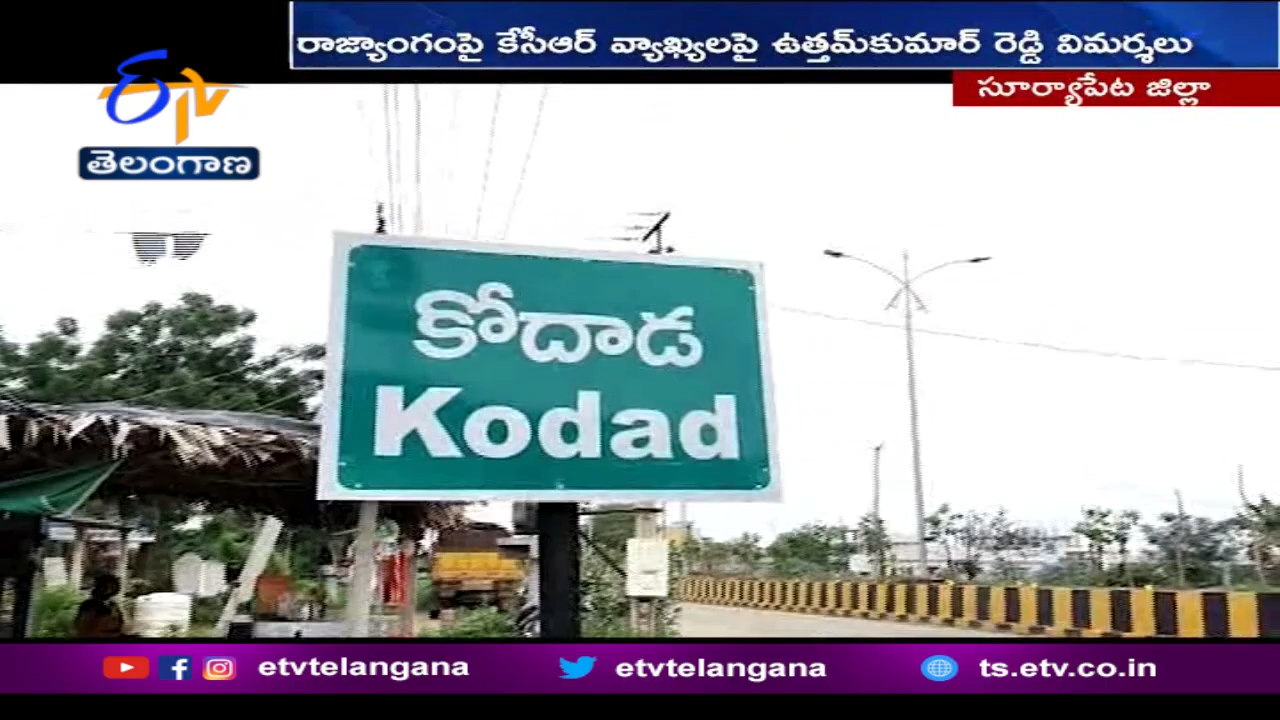 రాజ్యాంగంపై కేసీఆర్ వ్యాఖ్యలపై ఉత్తమ్‌కుమార్ రెడ్డి విమర్శలు
సూర్యాపేట జిల్లా
ETV
తెలంగాణ
కోదాడ
Kodad
etvtelangana
etvtelangana
ts.etv.co.in